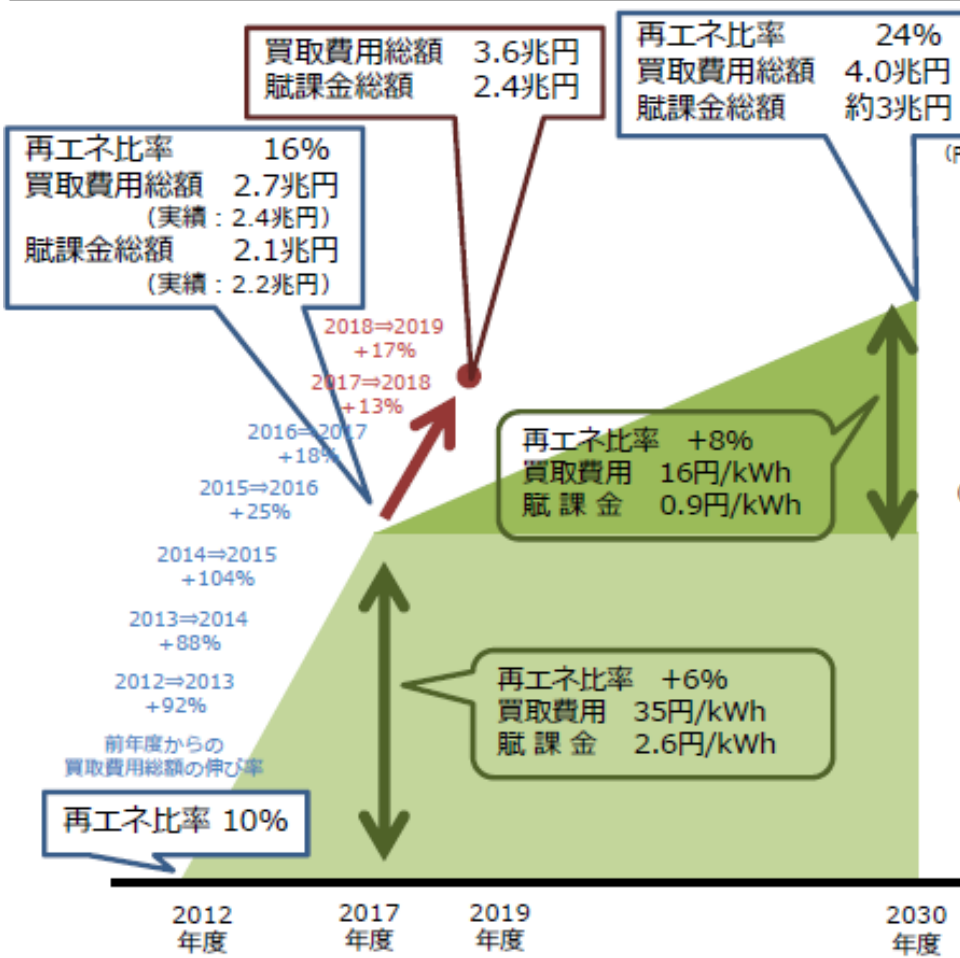 買取費用総額 3.6兆円
賦課金総額 2.4兆円
再エネ比率 24%
買取費用総額 4.0兆円
賦課金総額 約3兆円
再エネ比率 16%
買取費用総額 2.7兆円
（実績：2.4兆円）
賦課金総額 2.1兆円
（実績：2.2兆円）
2018⇒2019
+17%
2017⇒2018
+13%
2016⇒2017
+18%
2015⇒2016
+25%
2014⇒2015
+104%
2013⇒2014
+88%
2012⇒2013
+92%
前年度からの
買取費用総額の伸び率
再エネ比率 +8%
買取費用 16円/kWh
賦課金 0.9円/kWh
再エネ比率 +6%
買取費用 35円/kWh
賦課金 2.6円/kWh
再エネ比率 10%
2012
年度
2017
年度
2019
年度
2030
年度